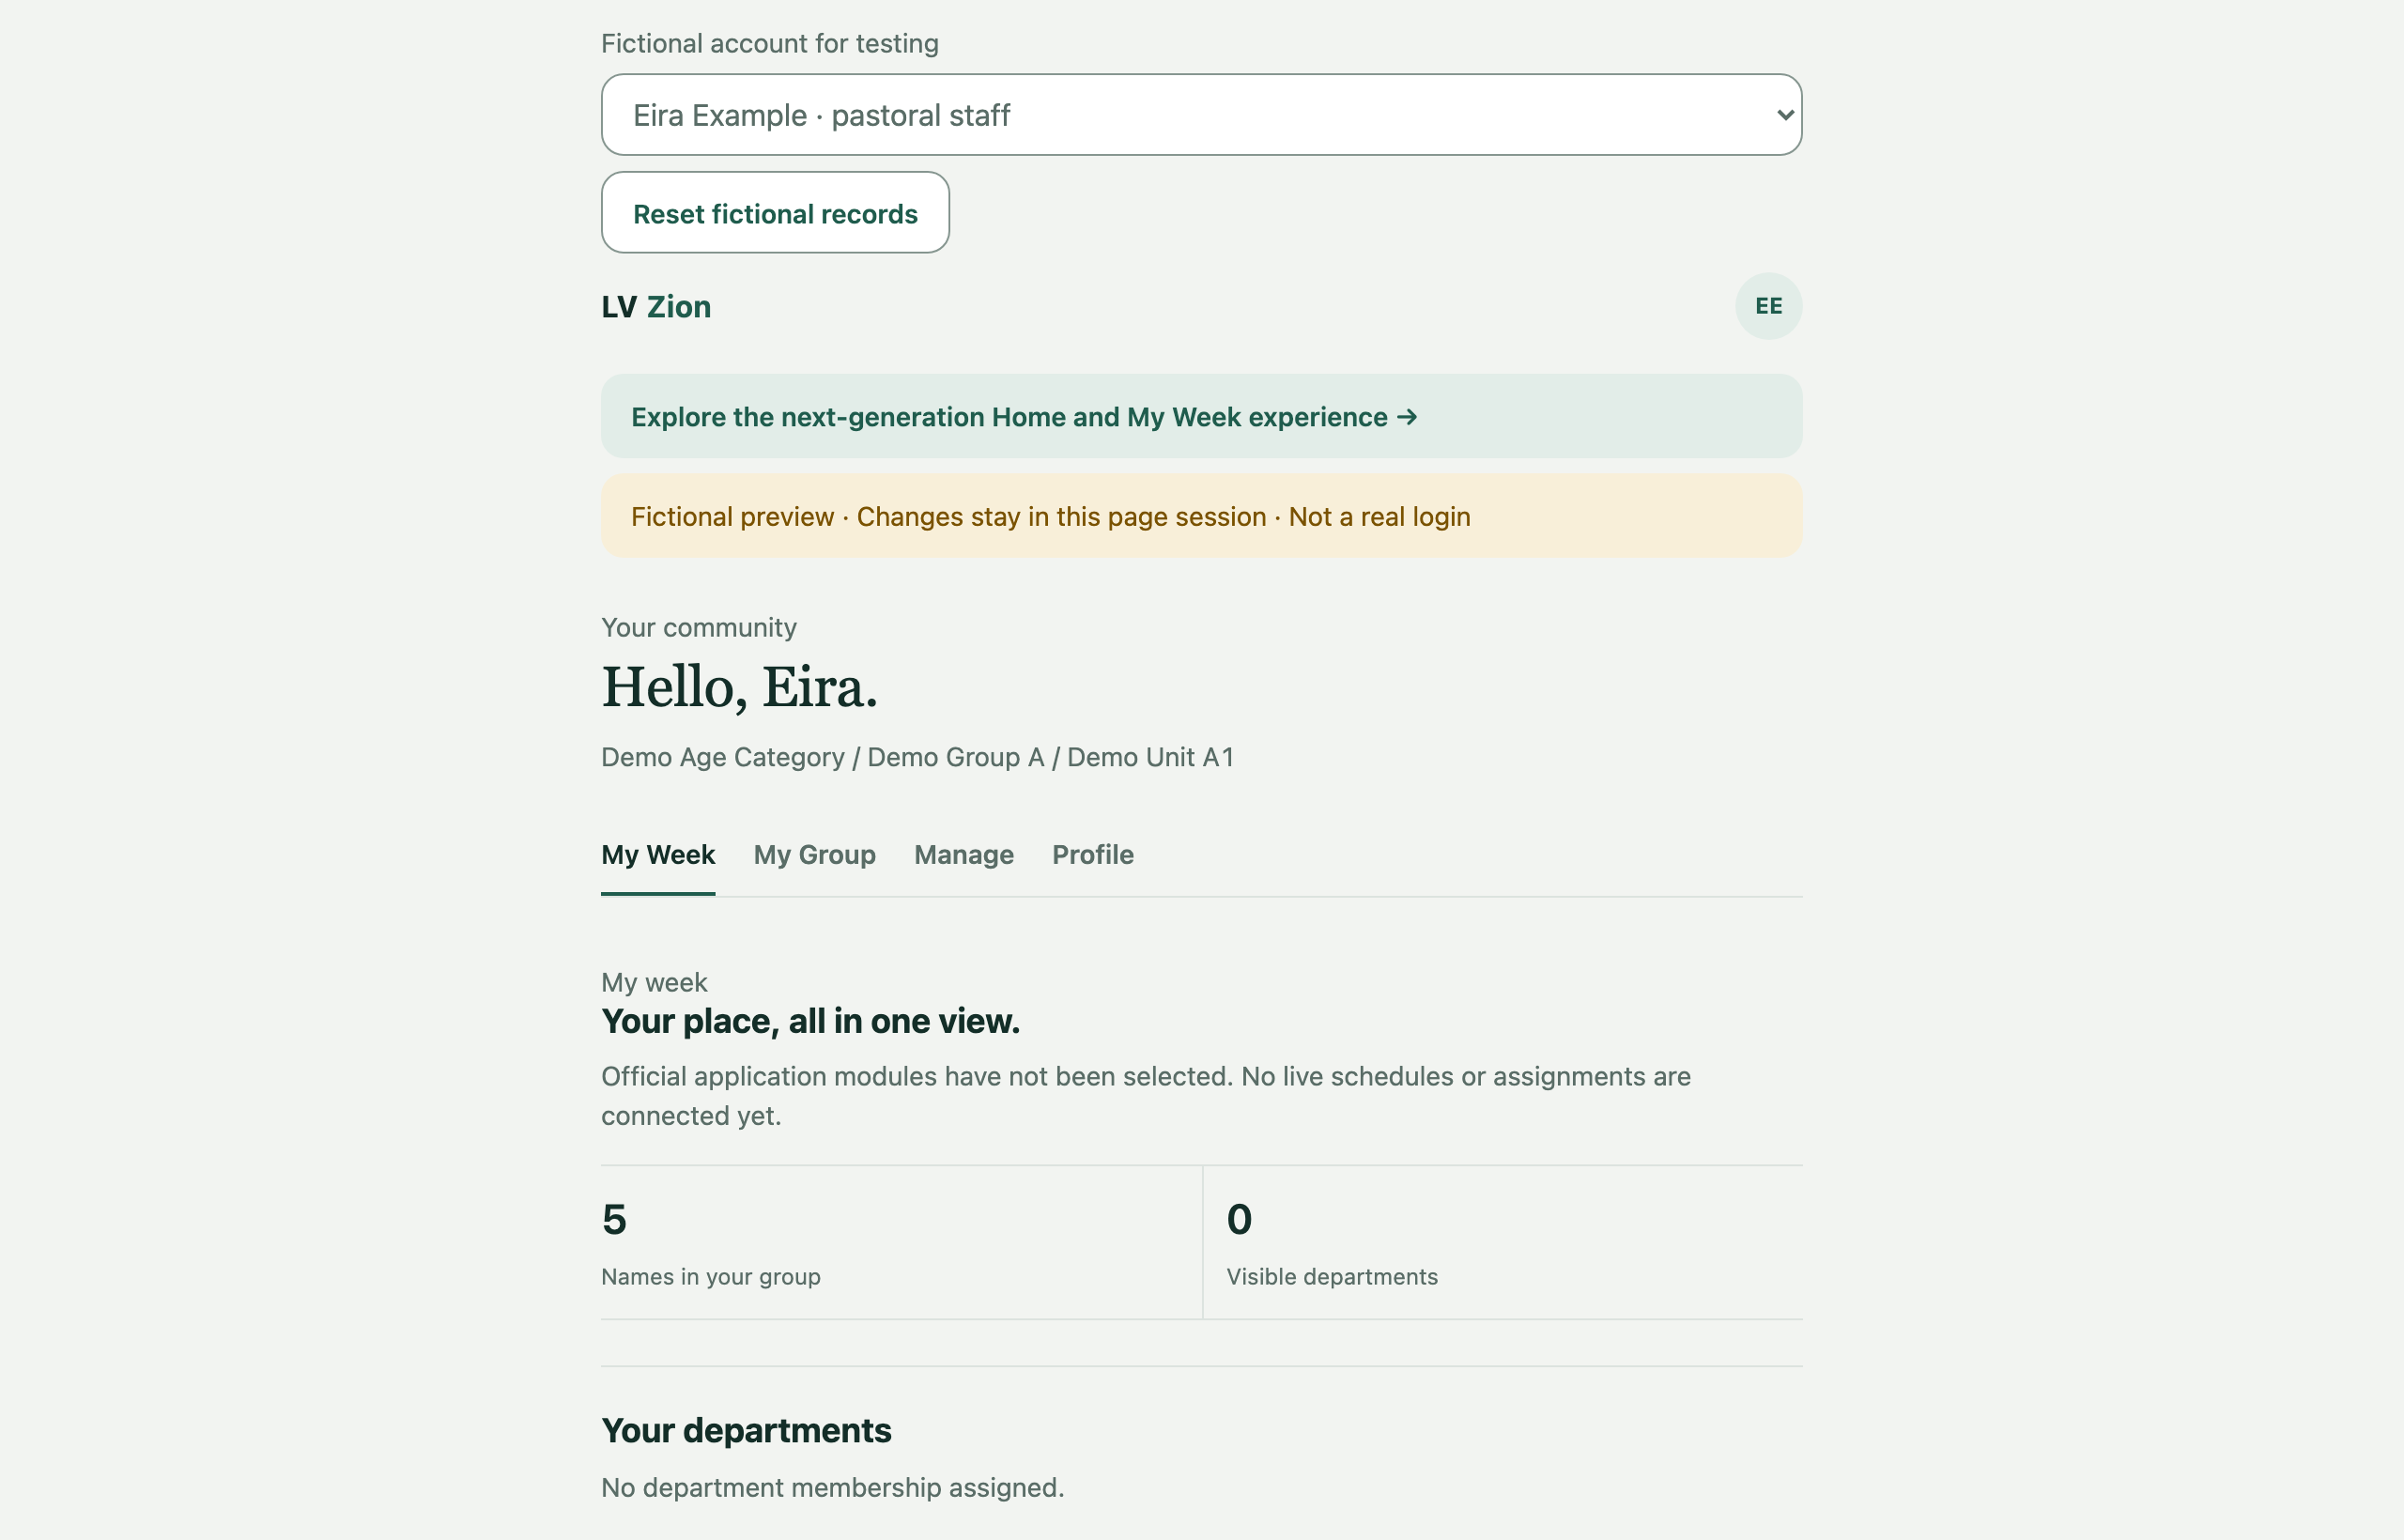 Fictional account for testing
Eira Example · pastoral staff
Reset fictional records
LV Zion
EE
Explore the next-generation Home and My Week experience →
Fictional preview · Changes stay in this page session · Not a real login
Your community
Hello, Eira.
Demo Age Category / Demo Group A / Demo Unit A1
My Week My Group Manage Profile
My week
Your place, all in one view.
Official application modules have not been selected. No live schedules or assignments are
connected yet.
5
Names in your group
0
Visible departments
Your departments
No department membership assigned.